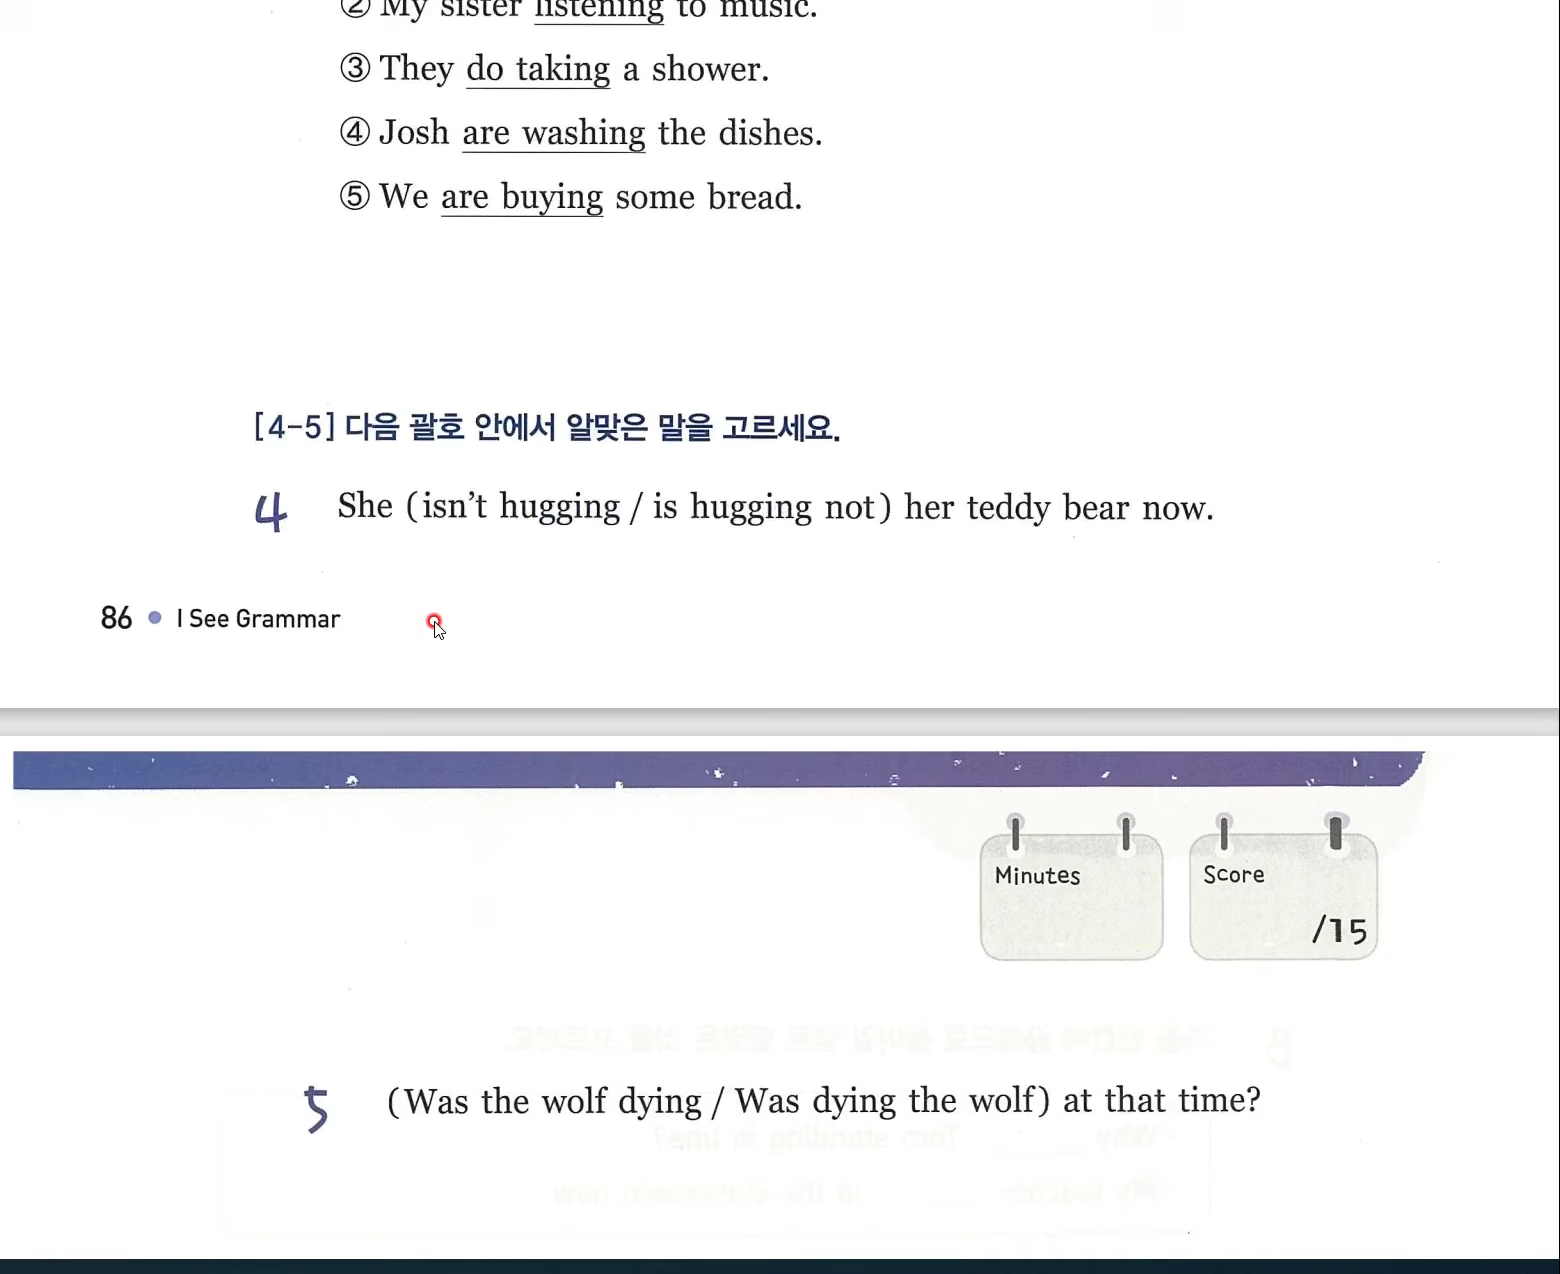 ② My sister listening to music.
③ They do taking a shower.
④ Josh are washing the dishes.
⑤ We are buying some bread.
[4-5] 다음 괄호 안에서 알맞은 말을 고르세요.
4 She (isn't hugging / is hugging not) her teddy bear now.
86 • I See Grammar
Minutes
Score
/15
5 (Was the wolf dying / Was dying the wolf) at that time?